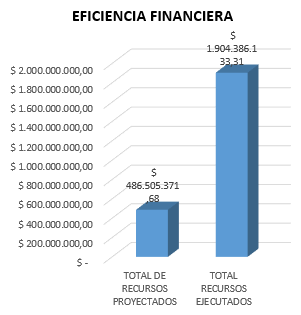 EFICIENCIA FINANCIERA
$
1.904.386.1
33,31
$ 2.000.000.000,00
$ 1.800.000.000,00
$ 1.600.000.000,00
$ 1.400.000.000,00
$ 1.200.000.000,00
$ 1.000.000.000,00
$ 800.000.000,00
$ 600.000.000,00
$ 400.000.000,00
$ 200.000.000,00
$ -
$
486.505.371
68
TOTAL DE
RECURSOS
PROYECTADOS
TOTAL
RECURSOS
EJECUTADOS